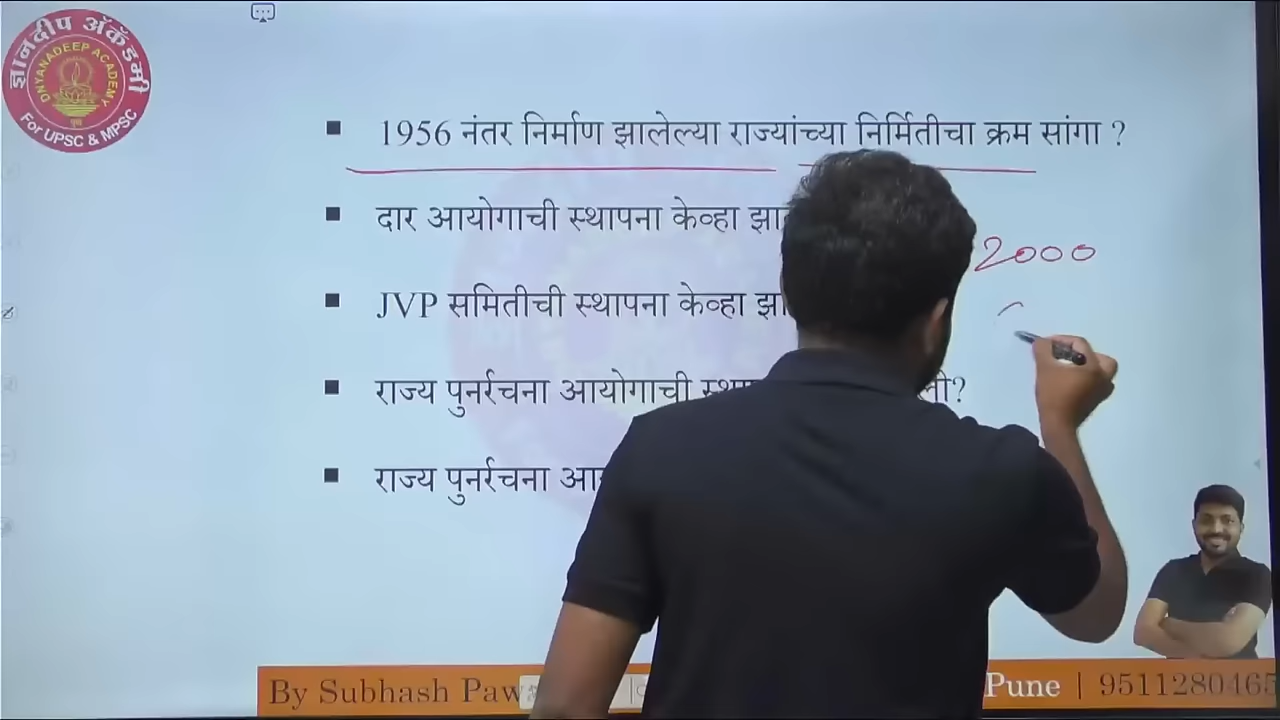 ज्ञानदीप ॲकॅडमी
DNYANADEEP ACADEMY
पुणे
For UPSC & MPSC
1956 नंतर निर्माण झालेल्या राज्यांच्या निर्मितीचा क्रम सांगा ?
दार आयोगाची स्थापना केव्हा
2000
JVP समितीची स्थापना केव्हा
राज्य पुनर्रचना आयोगाची
राज्य पुनर्रचना
By Subhash
Pune | 9511280465